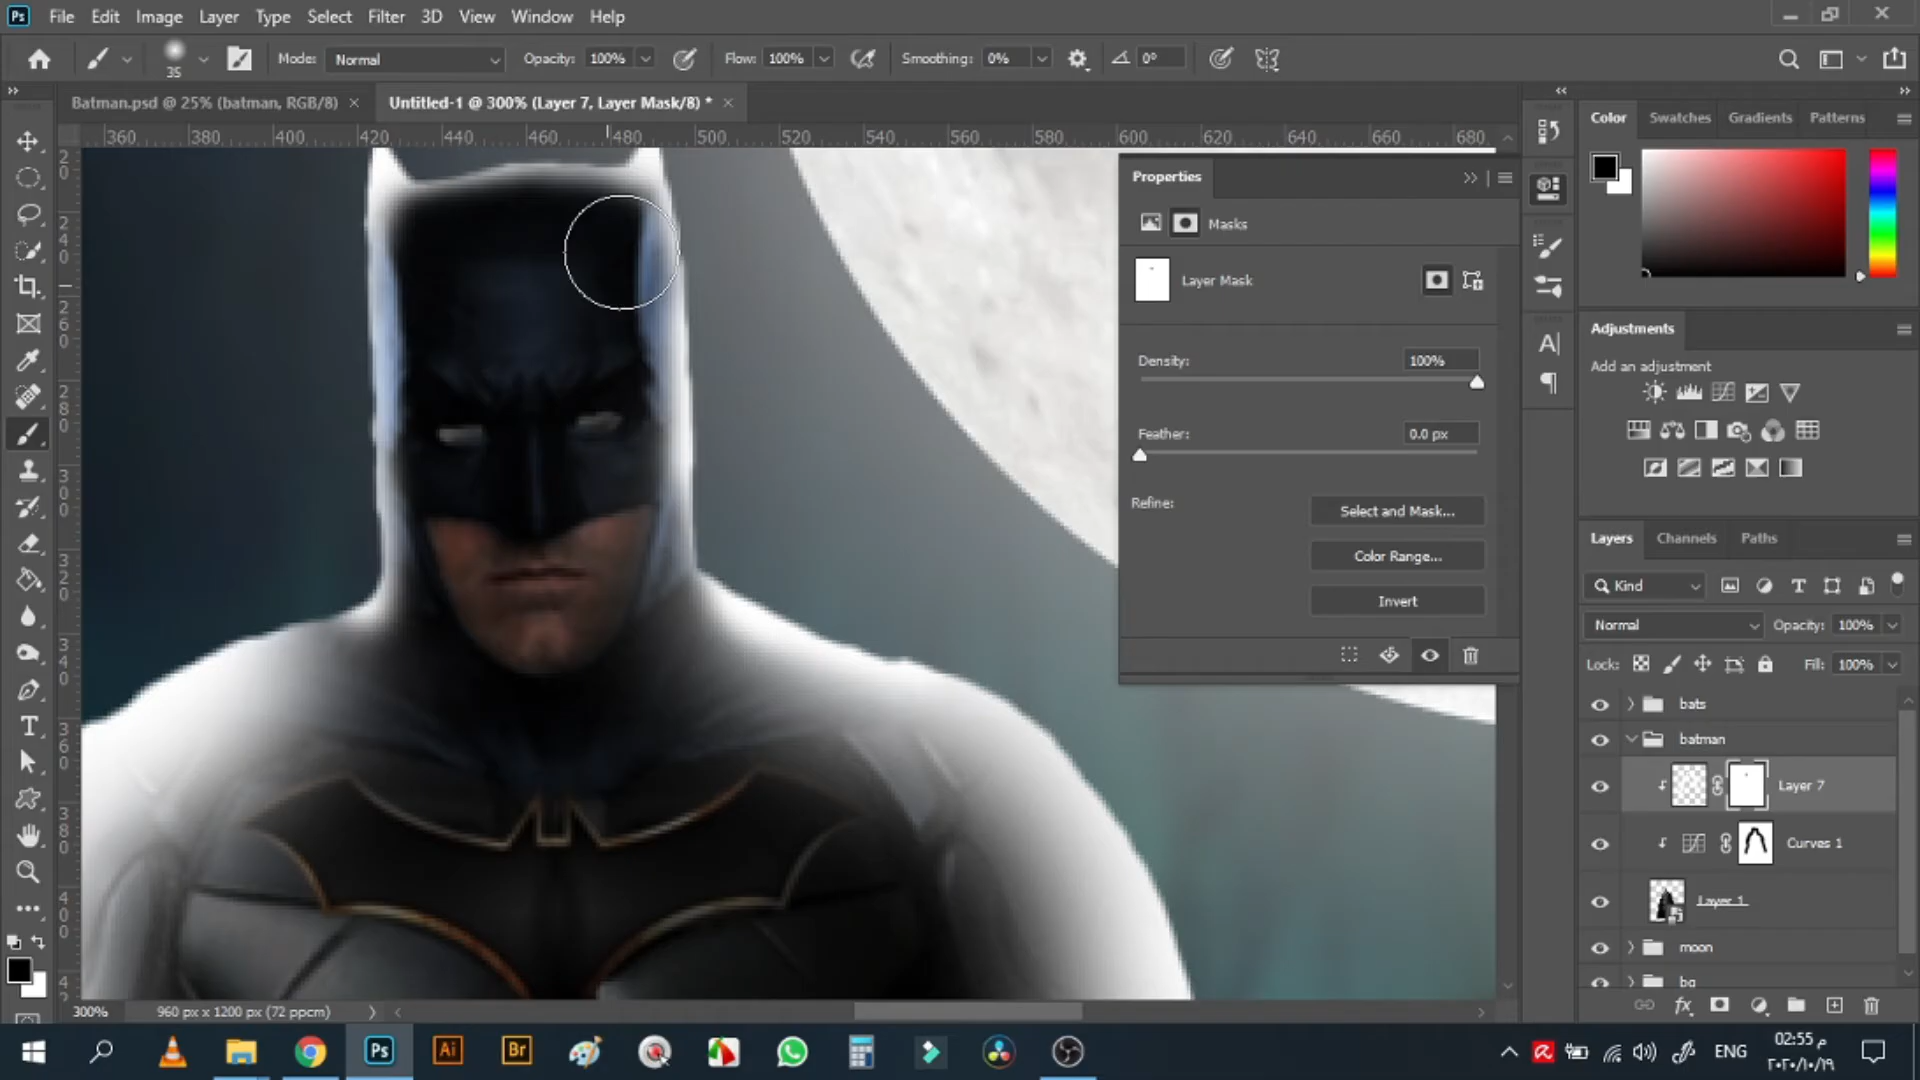 Ps File Edit Image Layer Type Select Filter 3D View Window Help
35 Mode: Normal Opacity: 100% Flow: 100% Smoothing: 0% 0°
Batman.psd @ 25% (batman, RGB/8) Untitled-1 @ 300% (Layer 7, Layer Mask/8) *
360 380 400 420 440 460 480 500 520 540 560 580 600 620 640 660 680
Color Swatches Gradients Patterns
Properties
Masks
Layer Mask
Density: 100%
Feather: 0.0 px
Refine: Select and Mask...
Color Range...
Invert
Adjustments
Add an adjustment
Layers Channels Paths
Kind
Normal Opacity: 100%
Lock: Fill: 100%
bats
batman
Layer 7
Curves 1
Layer 1
moon
bg
300% 960 px x 1200 px (72 ppcm)
Ps Ai Br
ENG
02:55 م
٢٠٢٠/١٠/١٩